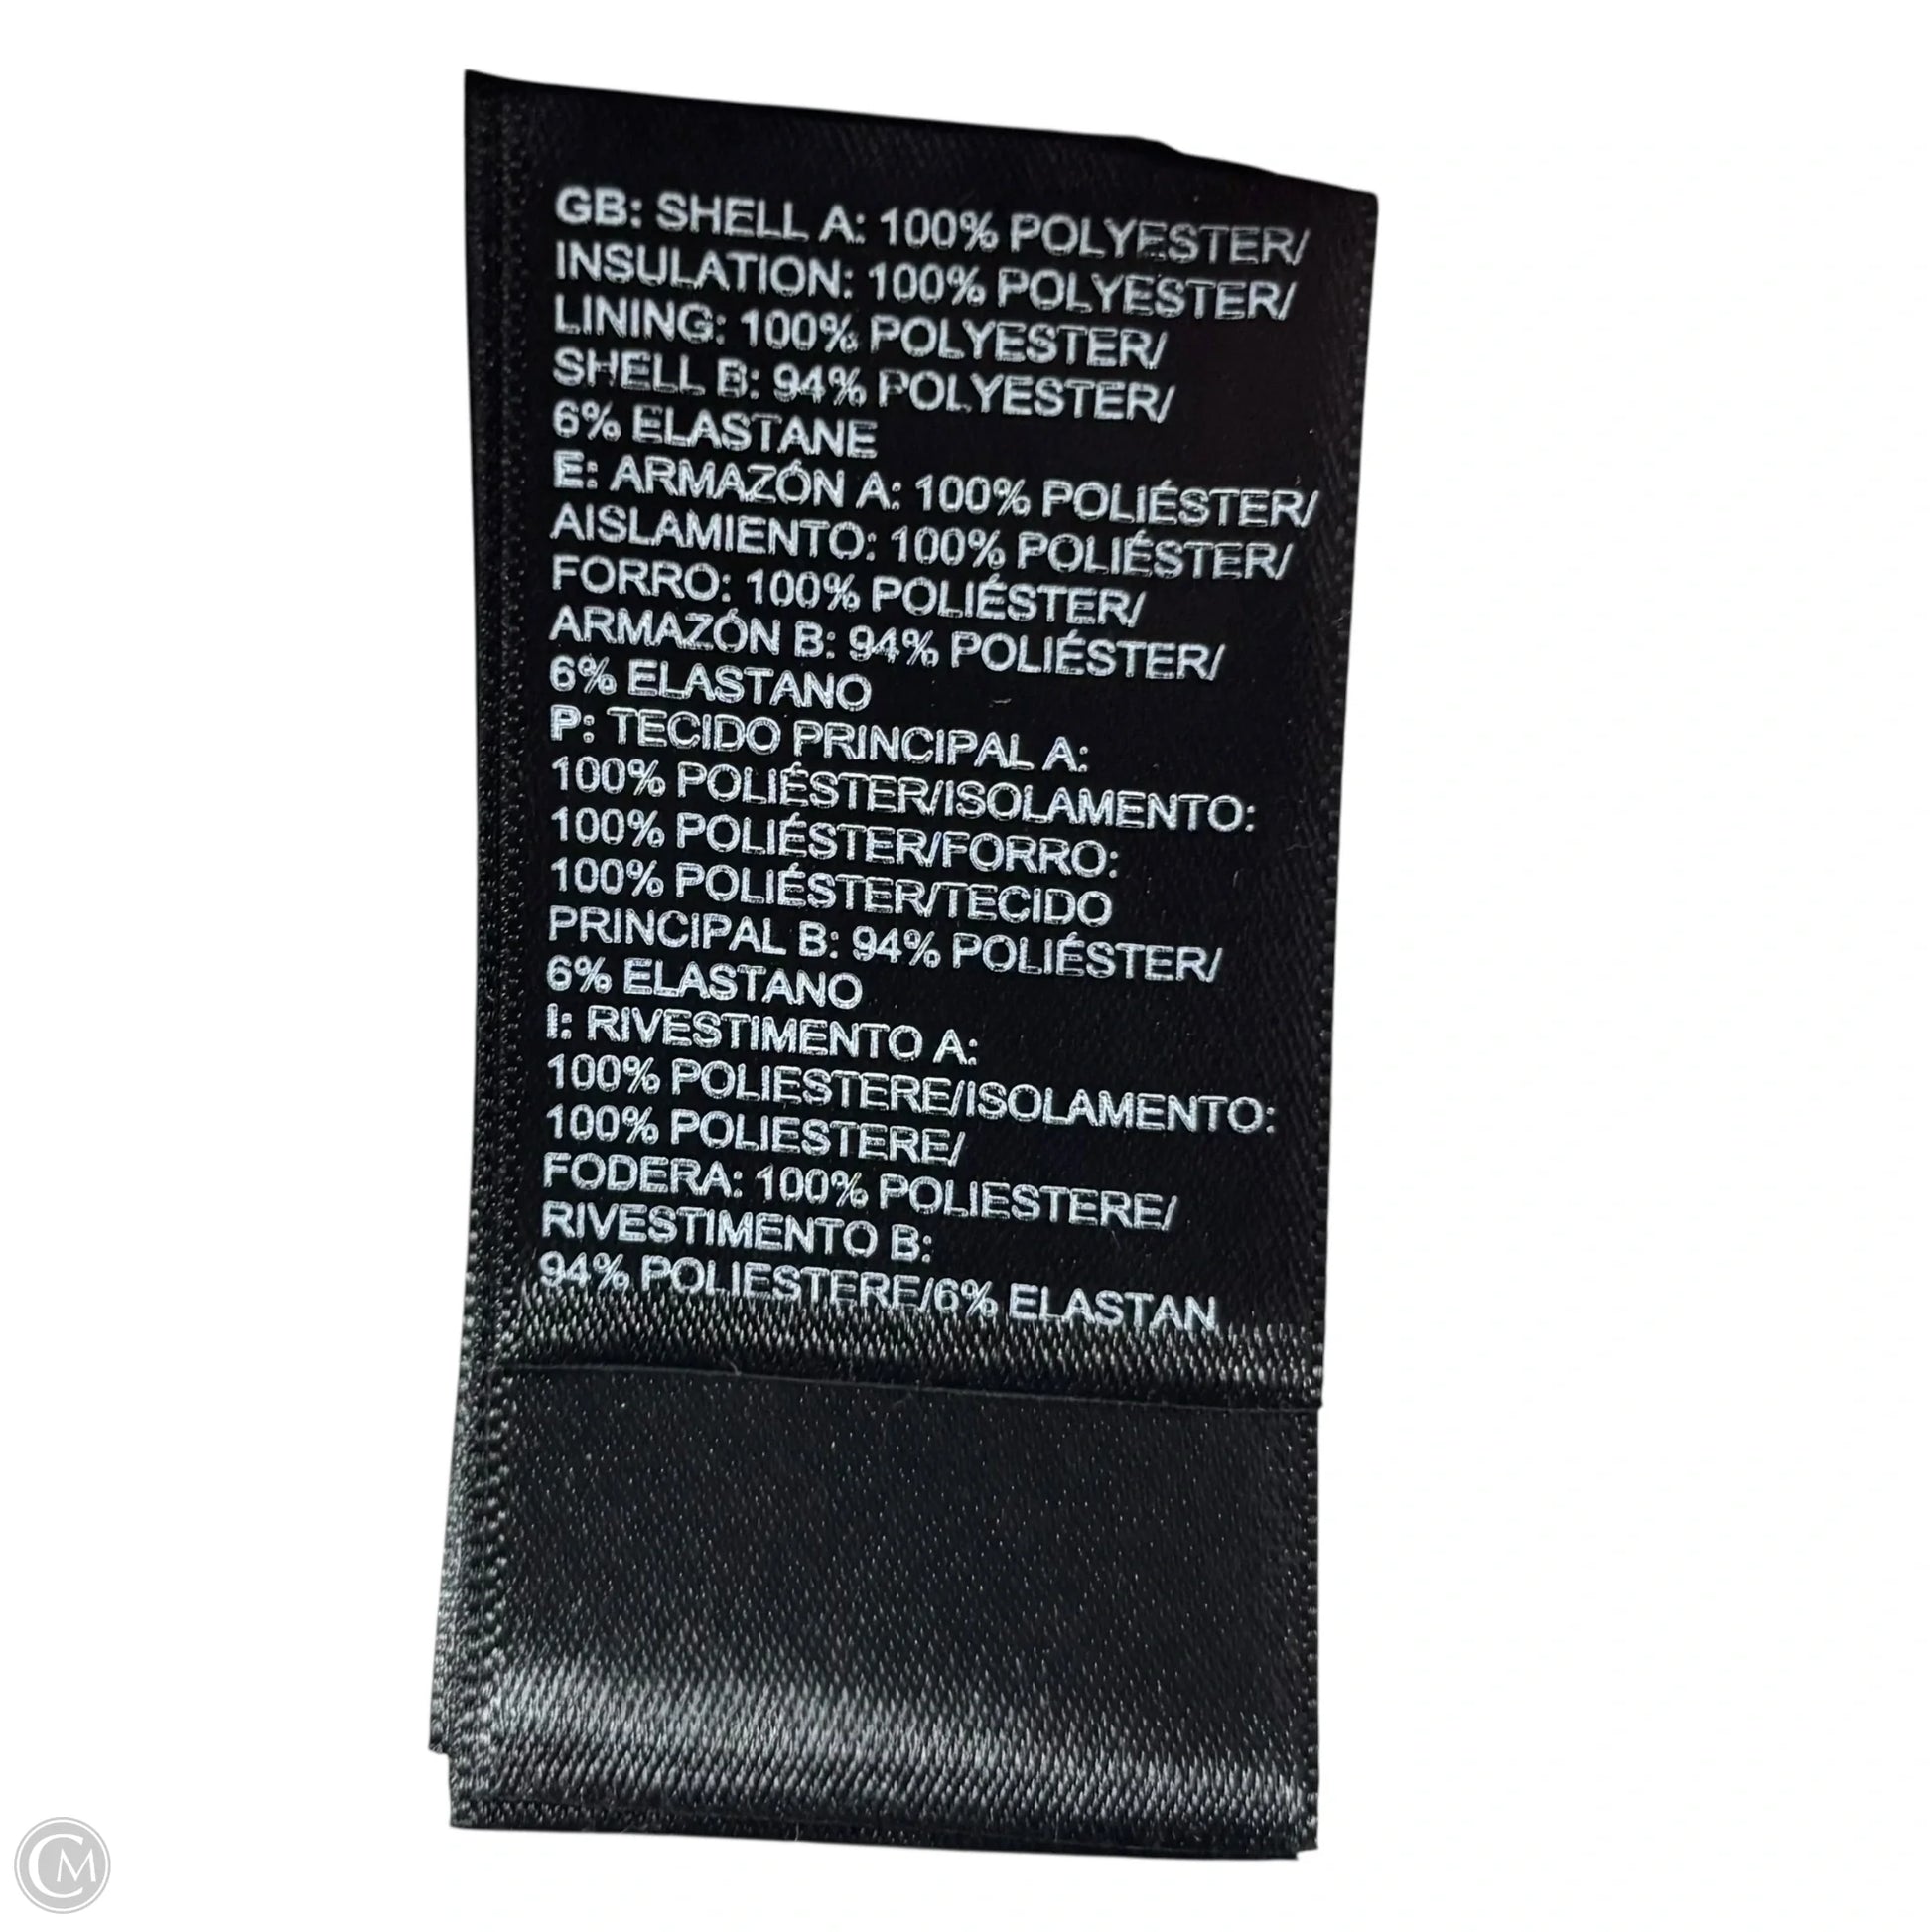 GB: SHELL A: 100% POLYESTER/
INSULATION: 100% POLYESTER/
LINING: 100% POLYESTER/
SHELL B: 94% POLYESTER/
6% ELASTANE
E: ARMAZÓN A: 100% POLIÉSTER/
AISLAMIENTO: 100% POLIÉSTER/
FORRO: 100% POLIÉSTER/
ARMAZÓN B: 94% POLIÉSTER/
6% ELASTANO
P: TECIDO PRINCIPAL A:
100% POLIÉSTER/ISOLAMENTO:
100% POLIÉSTER/FORRO:
100% POLIÉSTER/TECIDO
PRINCIPAL B: 94% POLIÉSTER/
6% ELASTANO
I: RIVESTIMENTO A:
100% POLIESTERE/ISOLAMENTO:
100% POLIESTERE/
FODERA: 100% POLIESTERE/
RIVESTIMENTO B:
94% POLIESTERE/6% ELASTAN
CM